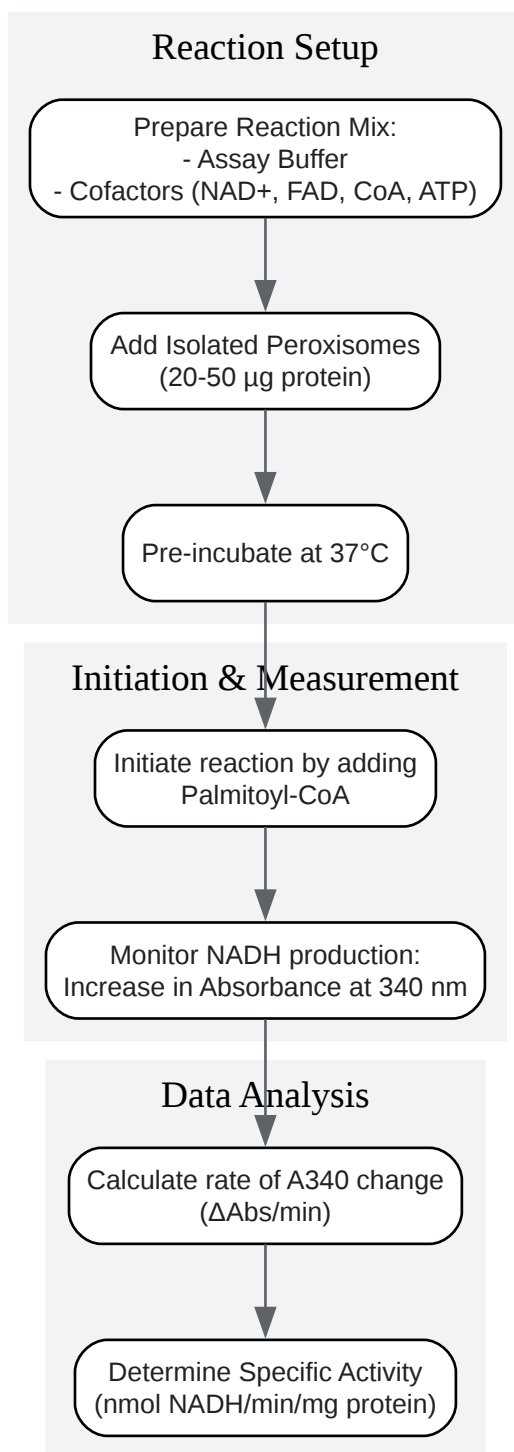 Reaction Setup
Prepare Reaction Mix:
- Assay Buffer
- Cofactors (NAD+, FAD, CoA, ATP)
Add Isolated Peroxisomes
(20-50 µg protein)
Pre-incubate at 37°C
Initiation & Measurement
Initiate reaction by adding
Palmitoyl-CoA
Monitor NADH production:
Increase in Absorbance at 340 nm
Data Analysis
Calculate rate of A340 change
(ΔAbs/min)
Determine Specific Activity
(nmol NADH/min/mg protein)